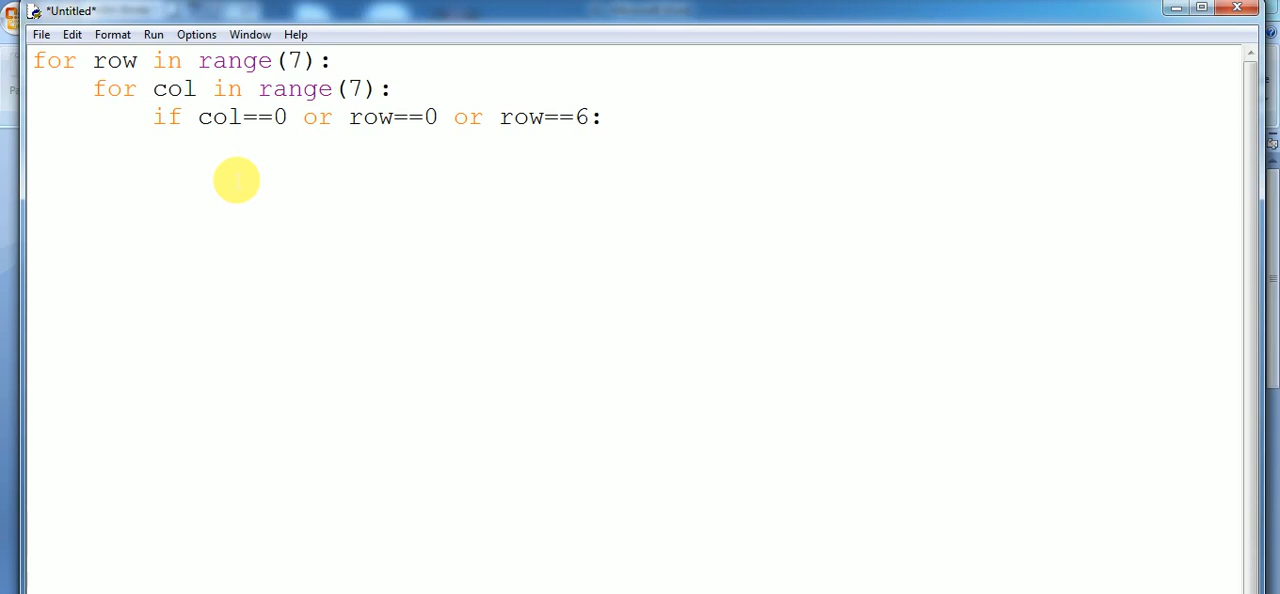 *Untitled*
File Edit Format Run Options Window Help
for row in range(7):
    for col in range(7):
        if col==0 or row==0 or row==6: